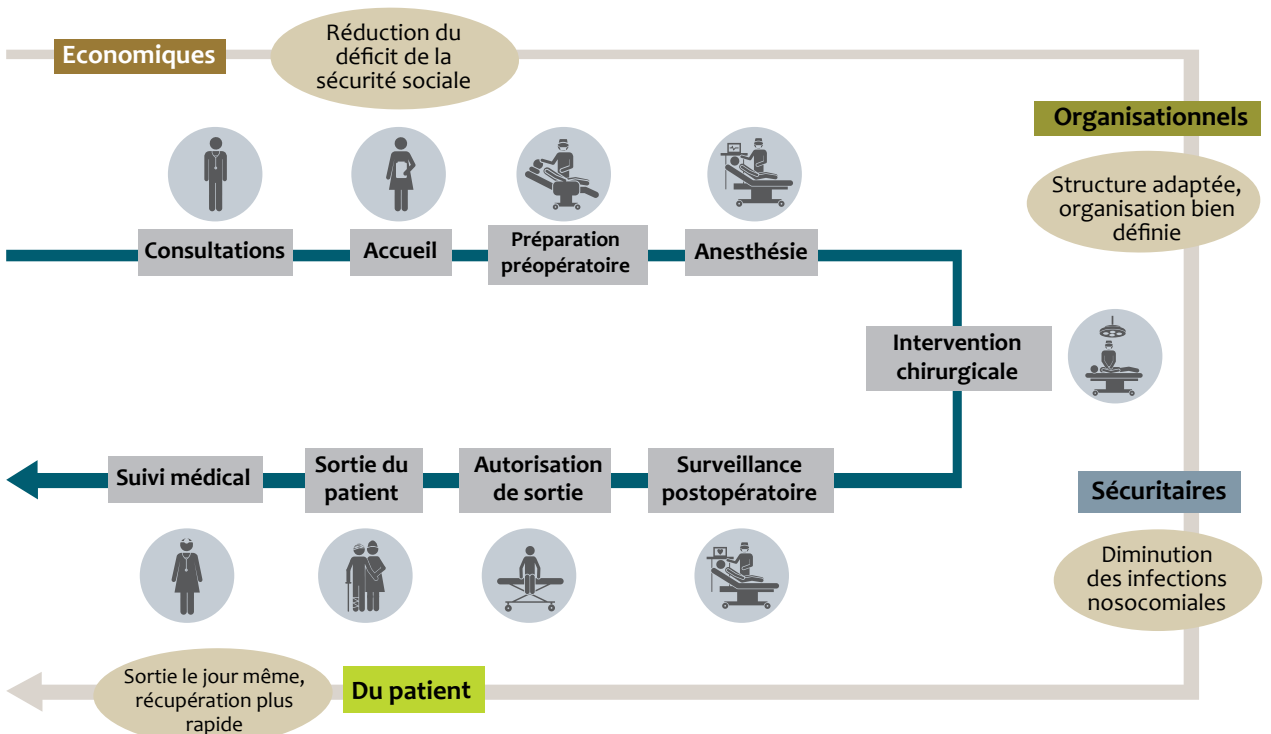 Economiques
Réduction du
déficit de la
sécurité sociale
Organisationnels
Structure adaptée,
organisation bien
définie
Consultations
Accueil
Préparation
préopératoire
Anesthésie
Intervention
chirurgicale
Suivi médical
Sortie du
patient
Autorisation
de sortie
Surveillance
postopératoire
Sécuritaires
Diminution
des infections
nosocomiales
Sortie le jour même,
récupération plus
rapide
Du patient